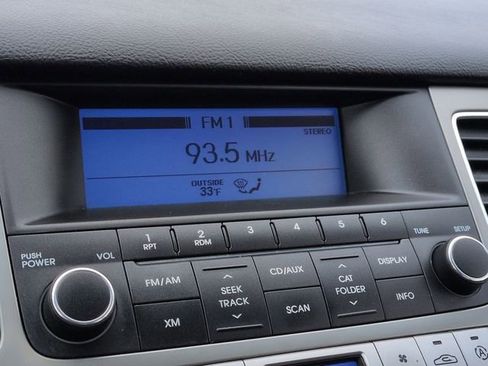 FM 1
STEREO
93.5 MHz
OUTSIDE
33°F
1 RPT
2 RDM
3
4
5
6
PUSH POWER
VOL
TUNE
SETUP
FM/AM
SEEK TRACK
CD/AUX
CAT FOLDER
DISPLAY
XM
SCAN
INFO
A